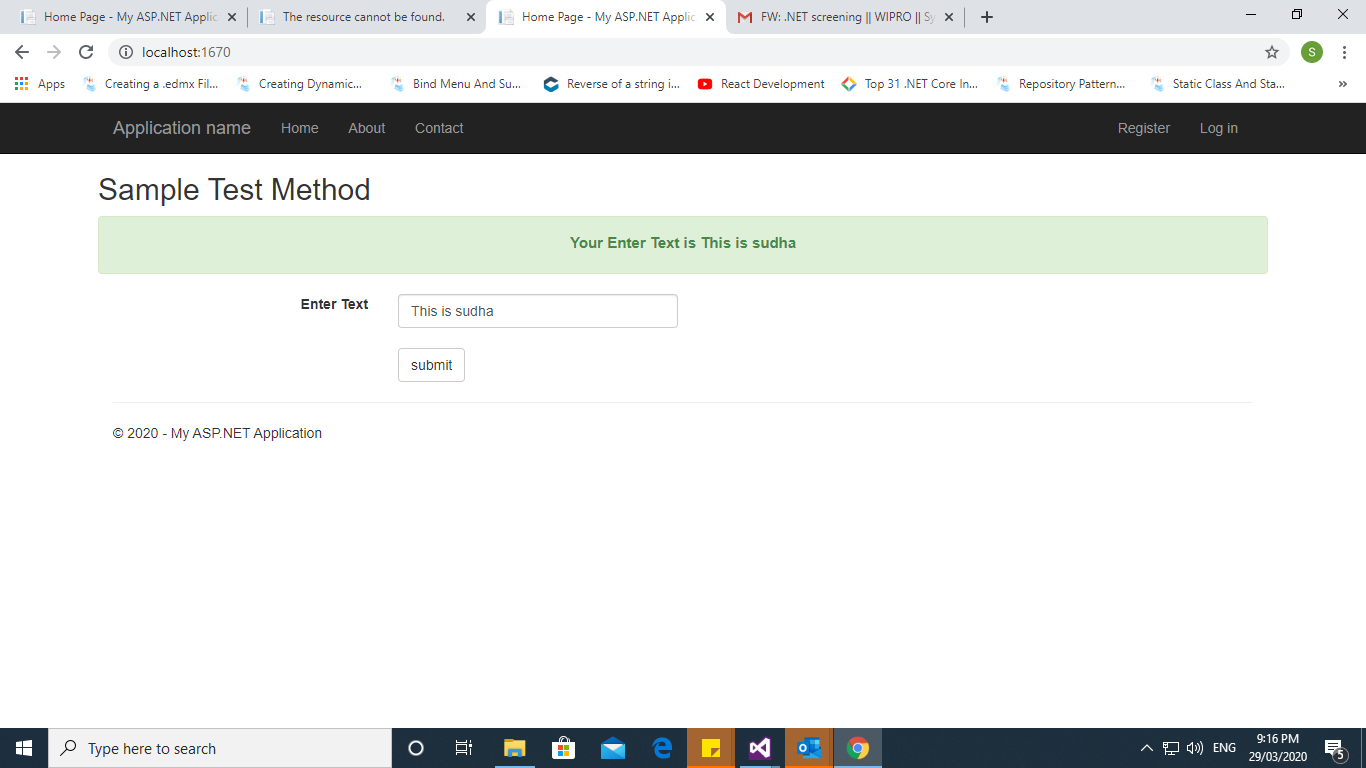 Home Page - My ASP.NET Applic
The resource cannot be found.
Home Page - My ASP.NET Applic
FW: .NET screening || WIPRO || Sy
localhost:1670
S
Apps
Creating a .edmx Fil...
Creating Dynamic...
Bind Menu And Su...
Reverse of a string i...
React Development
Top 31 .NET Core In...
Repository Pattern...
Static Class And Sta...
»
Application name
Home
About
Contact
Register
Log in
Sample Test Method
Your Enter Text is This is sudha
Enter Text
This is sudha
submit
© 2020 - My ASP.NET Application
Type here to search
ENG
9:16 PM
29/03/2020
5